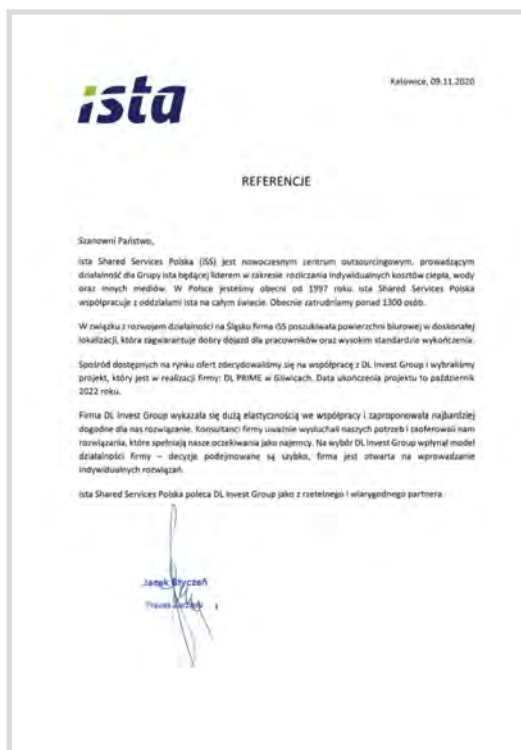 ista
Katowice, 09.11.2020
REFERENCJE
Szanowni Państwo,
ista Shared Services Polska (iSS) jest nowoczesnym centrum outsourcingowym, prowadzącym
działalność dla Grupy ista będącej liderem w zakresie rozliczania indywidualnych kosztów ciepła, wody
oraz innych mediów. W Polsce jesteśmy obecni od 1997 roku. ista Shared Services Polska
współpracuje z oddziałami ista na całym świecie. Obecnie zatrudniamy ponad 1300 osób.
W związku z rozwojem działalności na Śląsku firma iSS poszukiwała powierzchni biurowej w doskonałej
lokalizacji, która zagwarantuje dobry dojazd dla pracowników oraz wysokim standardzie wykończenia.
Spośród dostępnych na rynku ofert zdecydowaliśmy się na współpracę z DL Invest Group i wybraliśmy
projekt, który jest w realizacji firmy: DL PRIME w Gliwicach. Data ukończenia projektu to październik
2022 roku.
Firma DL Invest Group wykazała się dużą elastycznością we współpracy i zaproponowała najbardziej
dogodne dla nas rozwiązanie. Konsultanci firmy uważnie wysłuchali naszych potrzeb i zaoferowali nam
rozwiązania, które spełniają nasze oczekiwania jako najemcy. Na wybór DL Invest Group wpłynął model
działalności firmy – decyzje podejmowane są szybko, firma jest otwarta na wprowadzanie
indywidualnych rozwiązań.
ista Shared Services Polska poleca DL Invest Group jako z rzetelnego i wiarygodnego partnera.
Jacek Styczeń
Prezes Zarządu